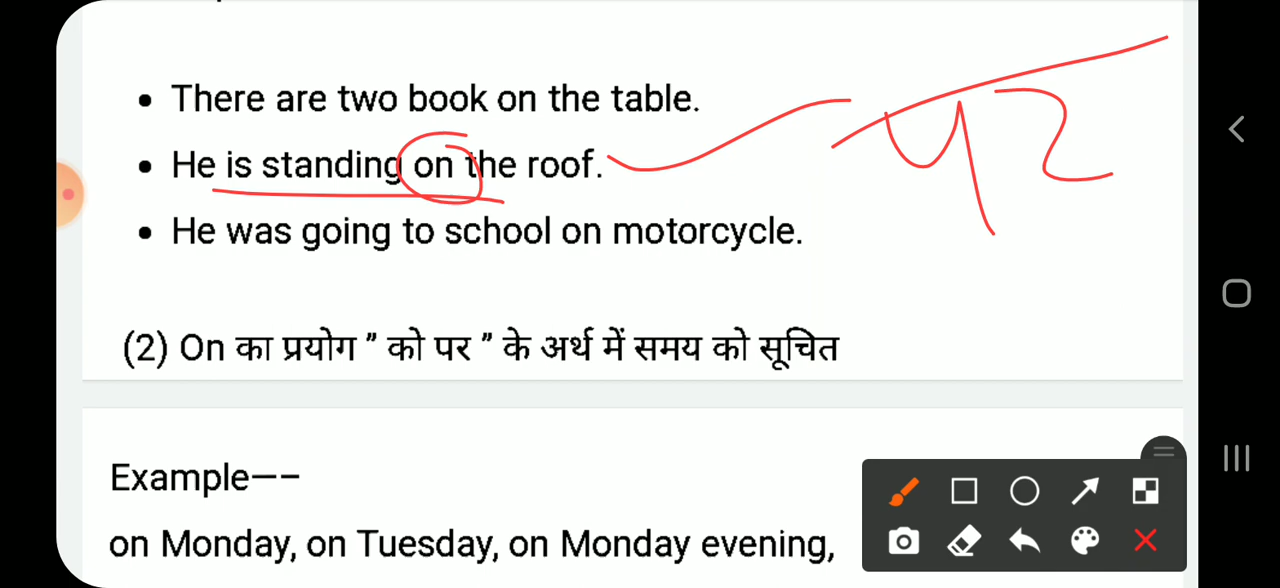 • There are two book on the table.
• He is standing on the roof.
पर
• He was going to school on motorcycle.
(2) On का प्रयोग " को पर " के अर्थ में समय को सूचित
Example––
on Monday, on Tuesday, on Monday evening,